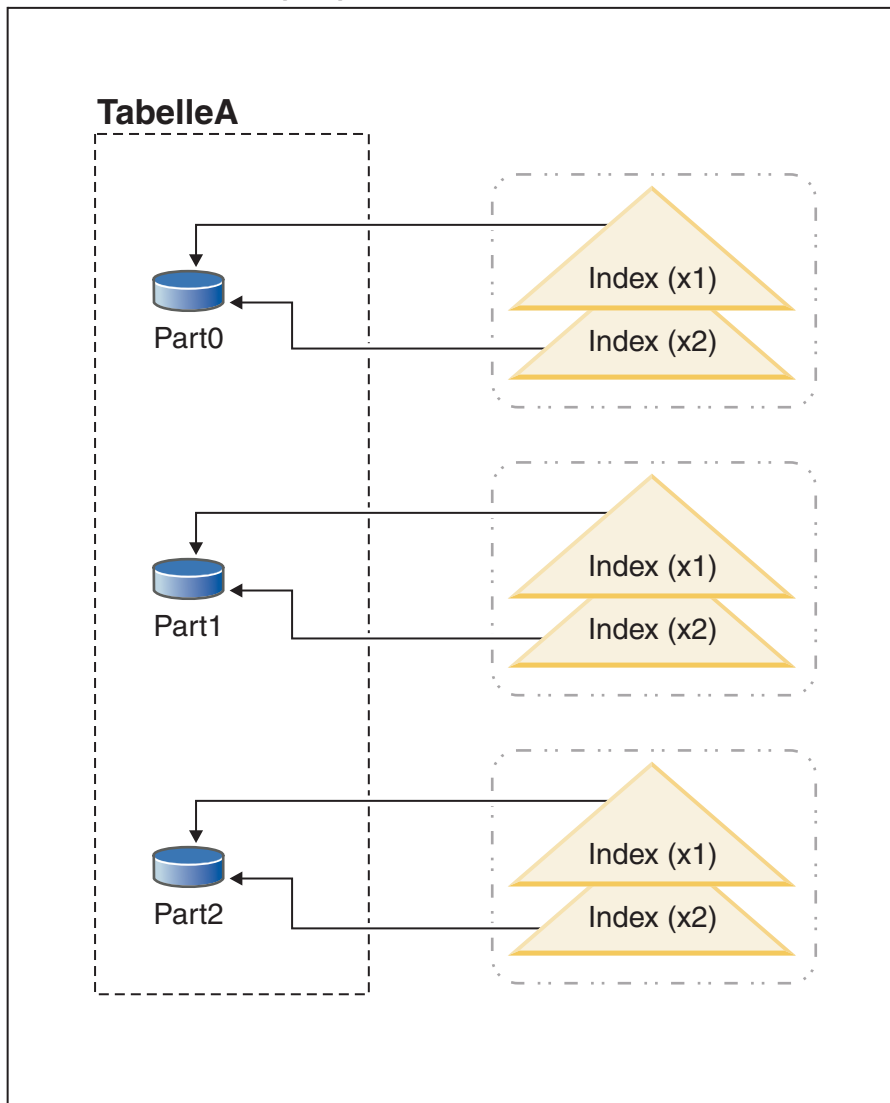 TabelleA
Index (x1)
Part0
Index (x2)
Index (x1)
Part1
Index (x2)
Index (x1)
Part2
Index (x2)